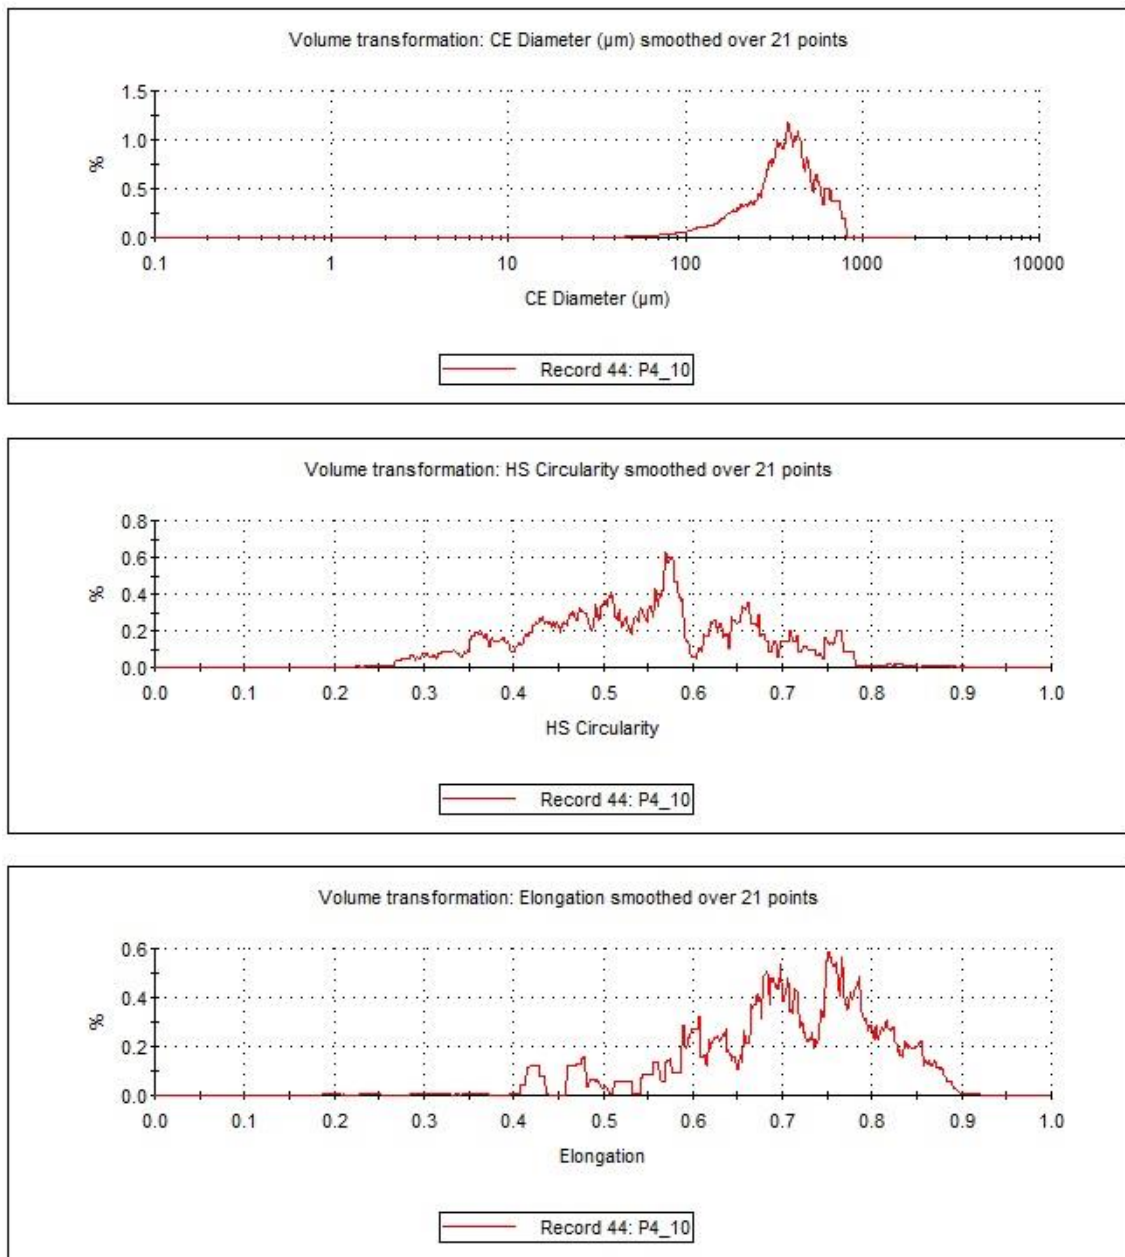 Volume transformation: CE Diameter (µm) smoothed over 21 points
1.5
1.0
0.5
0.0
%
0.1 1 10 100 1000 10000
CE Diameter (µm)
Record 44: P4_10
Volume transformation: HS Circularity smoothed over 21 points
0.8
0.6
0.4
0.2
0.0
%
0.0 0.1 0.2 0.3 0.4 0.5 0.6 0.7 0.8 0.9 1.0
HS Circularity
Record 44: P4_10
Volume transformation: Elongation smoothed over 21 points
0.6
0.4
0.2
0.0
%
0.0 0.1 0.2 0.3 0.4 0.5 0.6 0.7 0.8 0.9 1.0
Elongation
Record 44: P4_10